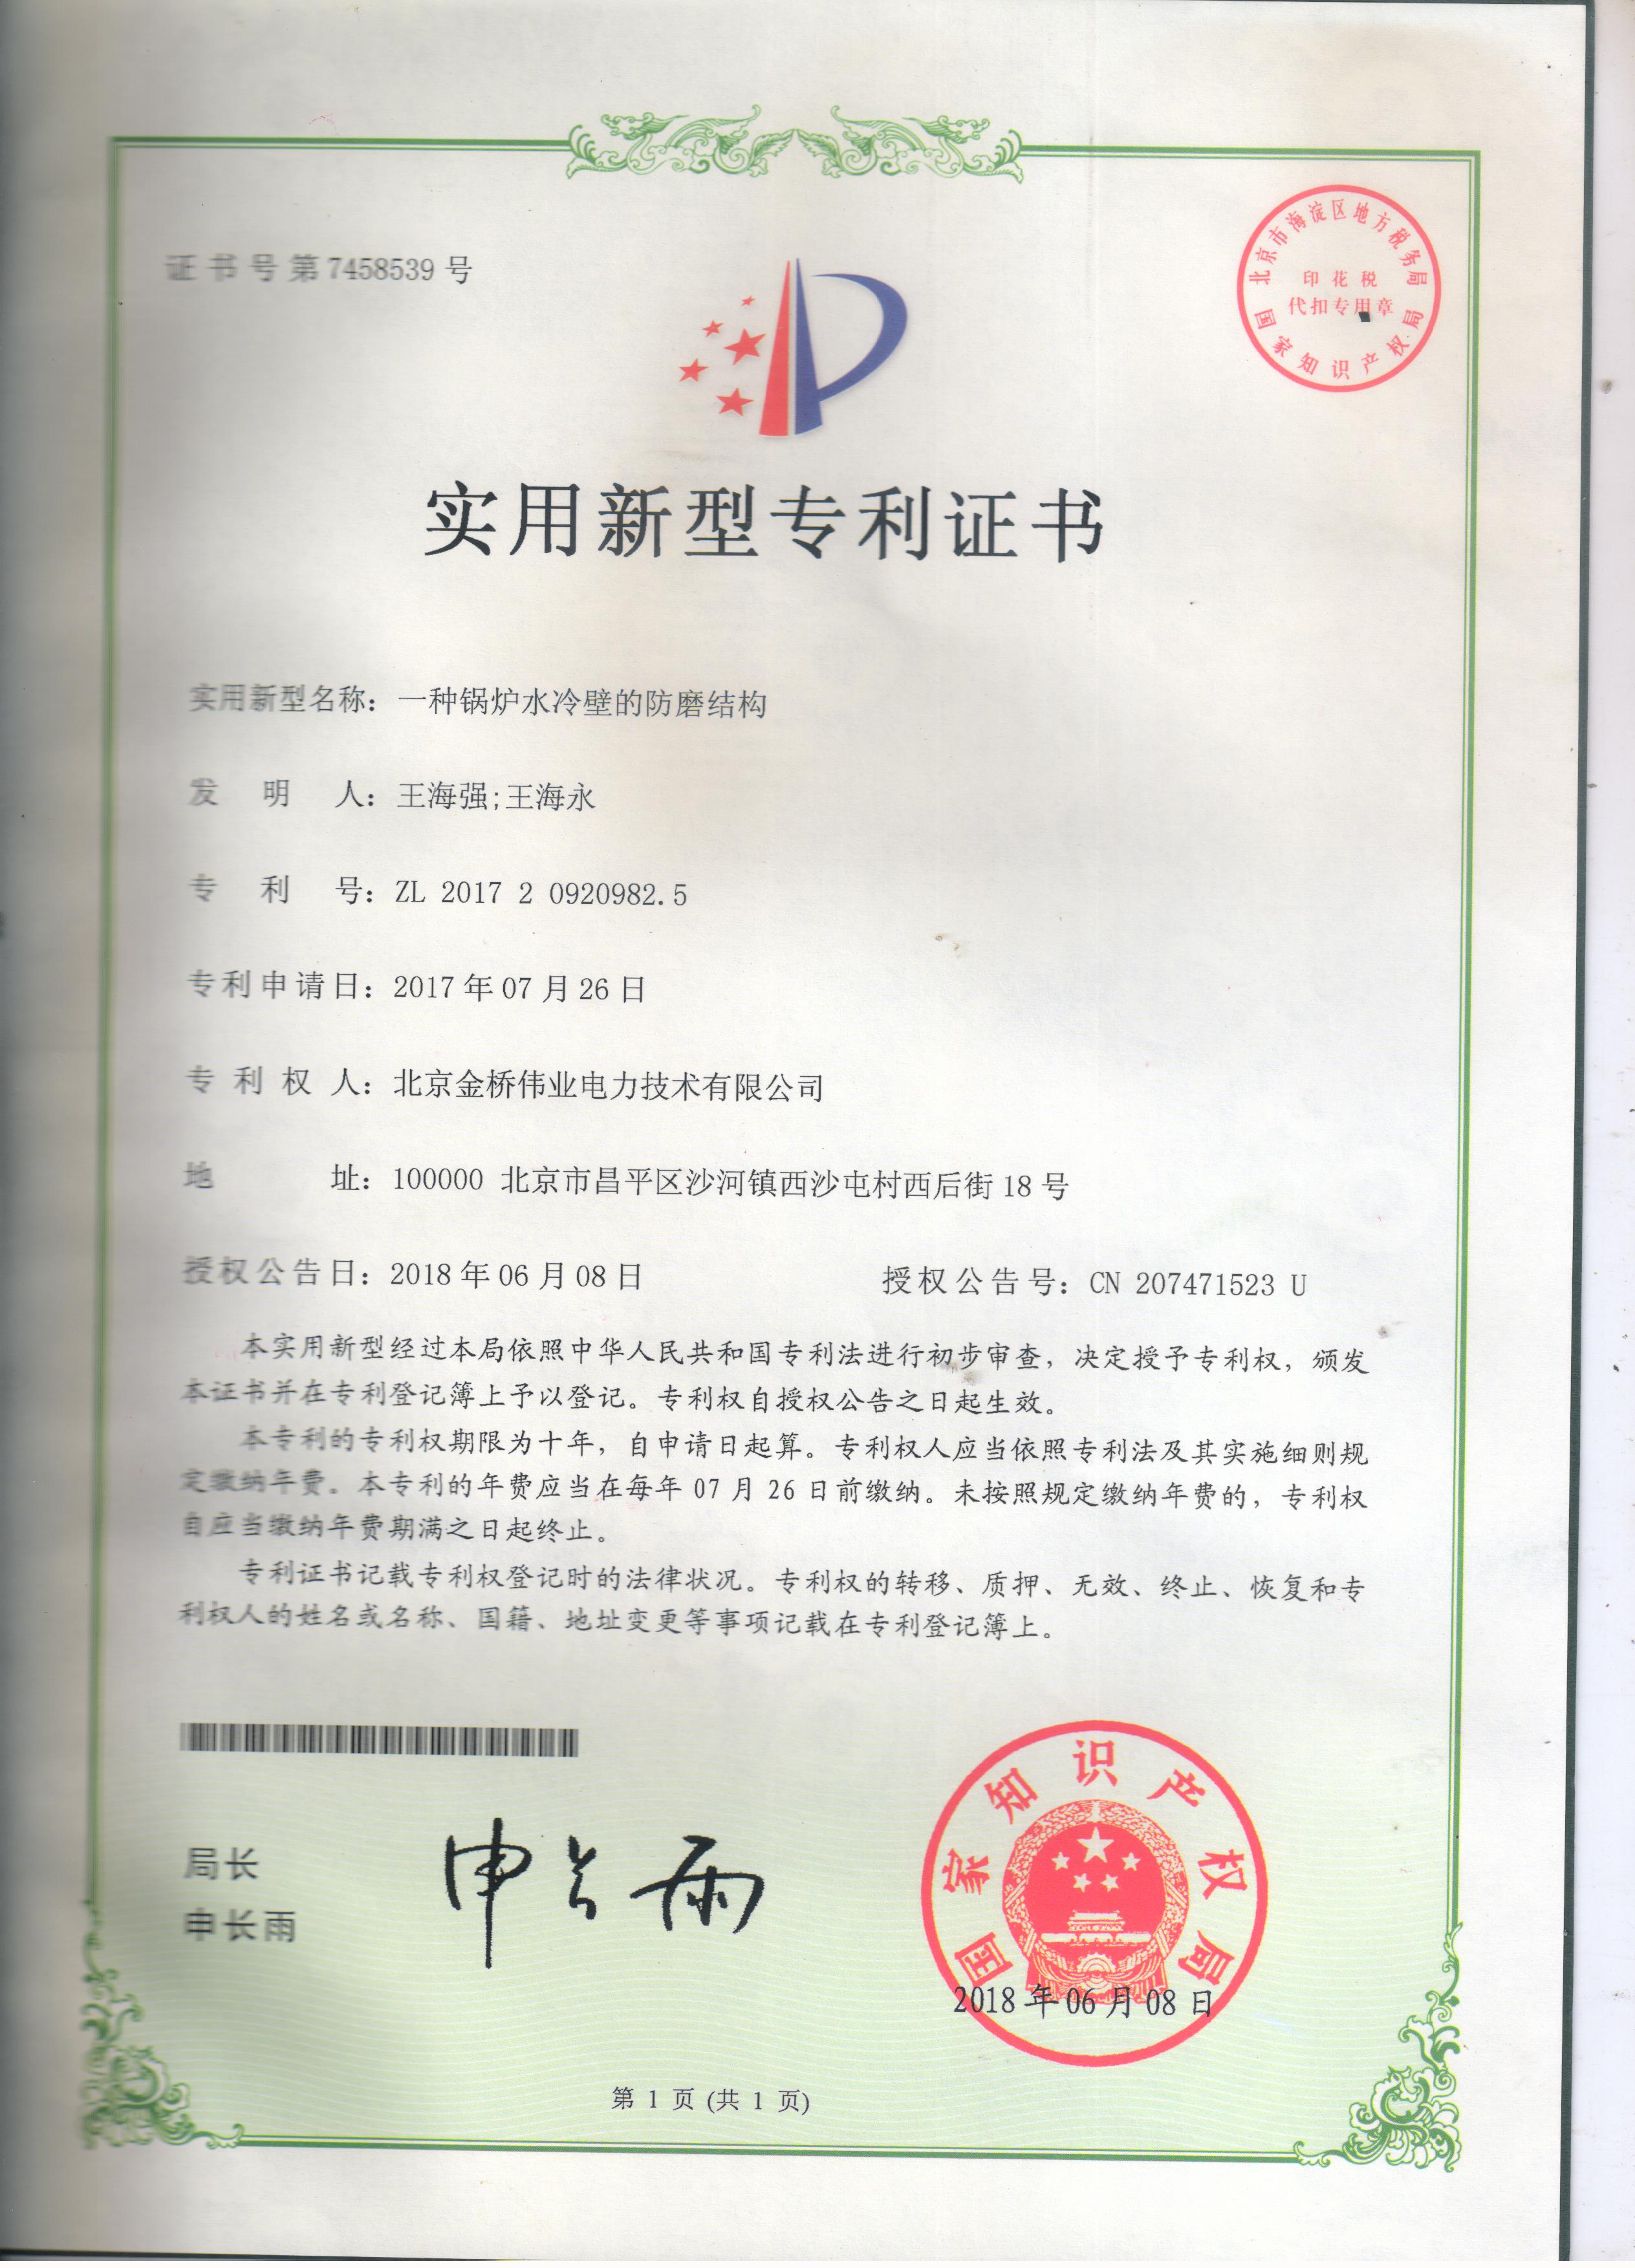 证书号第7458539号
北京市海淀区地方税务局
印花税
代扣专用章
国家知识产权局
实用新型专利证书
实用新型名称：一种锅炉水冷壁的防磨结构
发明人：王海强;王海永
专利号：ZL 2017 2 0920982.5
专利申请日：2017年07月26日
专利权人：北京金桥伟业电力技术有限公司
地址：100000 北京市昌平区沙河镇西沙屯村西后街18号
授权公告日：2018年06月08日 授权公告号：CN 207471523 U
本实用新型经过本局依照中华人民共和国专利法进行初步审查，决定授予专利权，颁发
本证书并在专利登记簿上予以登记。专利权自授权公告之日起生效。
本专利的专利权期限为十年，自申请日起算。专利权人应当依照专利法及其实施细则规
定缴纳年费。本专利的年费应当在每年07月26日前缴纳。未按照规定缴纳年费的，专利权
自应当缴纳年费期满之日起终止。
专利证书记载专利权登记时的法律状况。专利权的转移、质押、无效、终止、恢复和专
利权人的姓名或名称、国籍、地址变更等事项记载在专利登记簿上。
局长
申长雨
申长雨
国家知识产权局
2018年06月08日
第 1 页 (共 1 页)